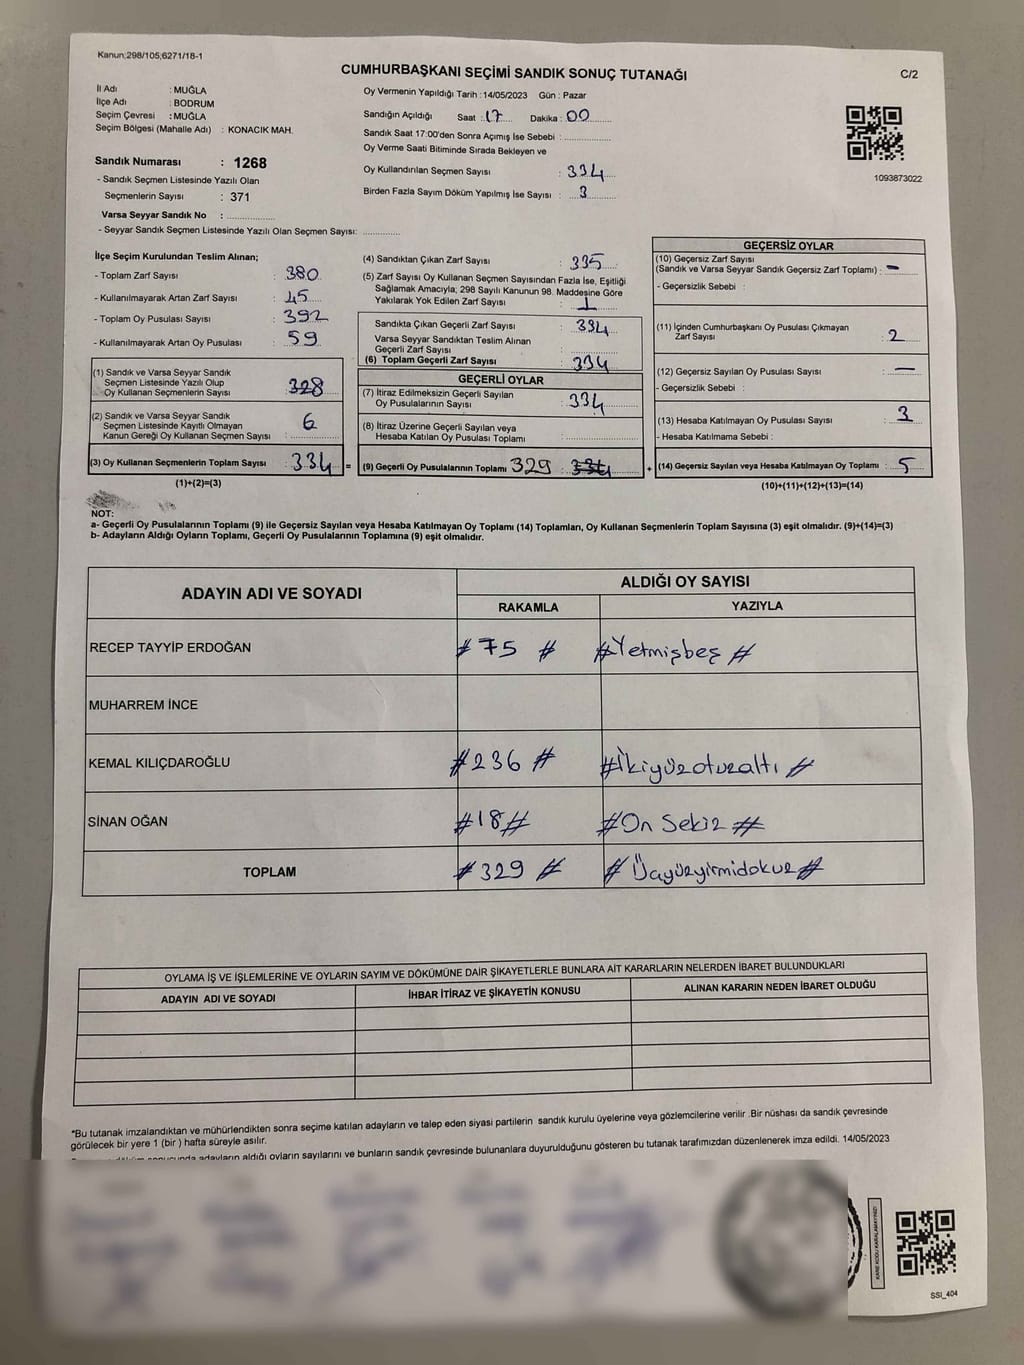 Kanun;298/105;6271/18-1
CUMHURBAŞKANI SEÇİMİ SANDIK SONUÇ TUTANAĞI
C/2
İl Adı : MUĞLA
İlçe Adı : BODRUM
Seçim Çevresi : MUĞLA
Seçim Bölgesi (Mahalle Adı) : KONACIK MAH.
Sandık Numarası : 1268
- Sandık Seçmen Listesinde Yazılı Olan
Seçmenlerin Sayısı : 371
Varsa Seyyar Sandık No : ................
- Seyyar Sandık Seçmen Listesinde Yazılı Olan Seçmen Sayısı: ............
Oy Vermenin Yapıldığı Tarih : 14/05/2023 Gün : Pazar
Sandığın Açıldığı Saat : 17 Dakika : 00
Sandık Saat 17:00'den Sonra Açımış İse Sebebi : ................
Oy Verme Saati Bitiminde Sırada Bekleyen ve
Oy Kullandırılan Seçmen Sayısı : 334
Birden Fazla Sayım Döküm Yapılmış İse Sayısı : 3
1093873022
İlçe Seçim Kurulundan Teslim Alınan;
- Toplam Zarf Sayısı : 380
- Kullanılmayarak Artan Zarf Sayısı : 45
- Toplam Oy Pusulası Sayısı : 392
- Kullanılmayarak Artan Oy Pusulası : 59
(1) Sandık ve Varsa Seyyar Sandık
Seçmen Listesinde Yazılı Olup
Oy Kullanan Seçmenlerin Sayısı : 328
(2) Sandık ve Varsa Seyyar Sandık
Seçmen Listesinde Kayıtlı Olmayan
Kanun Gereği Oy Kullanan Seçmen Sayısı : 6
(3) Oy Kullanan Seçmenlerin Toplam Sayısı : 334 =
(1)+(2)=(3)
(4) Sandıktan Çıkan Zarf Sayısı : 335
(5) Zarf Sayısı Oy Kullanan Seçmen Sayısından Fazla İse, Eşitliği
Sağlamak Amacıyla; 298 Sayılı Kanunun 98. Maddesine Göre
Yakılarak Yok Edilen Zarf Sayısı : 1
Sandıkta Çıkan Geçerli Zarf Sayısı : 334
Varsa Seyyar Sandıktan Teslim Alınan
Geçerli Zarf Sayısı : ................
(6) Toplam Geçerli Zarf Sayısı : 334
GEÇERLİ OYLAR
(7) İtiraz Edilmeksizin Geçerli Sayılan
Oy Pusulalarının Sayısı : 334
(8) İtiraz Üzerine Geçerli Sayılan veya
Hesaba Katılan Oy Pusulası Toplamı : ................
(9) Geçerli Oy Pusulalarının Toplamı 329 : 334 +
GEÇERSİZ OYLAR
(10) Geçersiz Zarf Sayısı
(Sandık ve Varsa Seyyar Sandık Geçersiz Zarf Toplamı) : –
- Geçersizlik Sebebi :
(11) İçinden Cumhurbaşkanı Oy Pusulası Çıkmayan
Zarf Sayısı : 2
(12) Geçersiz Sayılan Oy Pusulası Sayısı : –
- Geçersizlik Sebebi :
(13) Hesaba Katılmayan Oy Pusulası Sayısı : 3
- Hesaba Katılmama Sebebi :
(14) Geçersiz Sayılan veya Hesaba Katılmayan Oy Toplamı : 5
(10)+(11)+(12)+(13)=(14)
NOT:
a- Geçerli Oy Pusulalarının Toplamı (9) ile Geçersiz Sayılan veya Hesaba Katılmayan Oy Toplamı (14) Toplamları, Oy Kullanan Seçmenlerin Toplam Sayısına (3) eşit olmalıdır. (9)+(14)=(3)
b- Adayların Aldığı Oyların Toplamı, Geçerli Oy Pusulalarının Toplamına (9) eşit olmalıdır.
ADAYIN ADI VE SOYADI ALDIĞI OY SAYISI
RAKAMLA YAZIYLA
RECEP TAYYİP ERDOĞAN # 75 # #Yetmişbeş #
MUHARREM İNCE
KEMAL KILIÇDAROĞLU #236 # #İkiyüzotuzaltı #
SİNAN OĞAN #18# #On Sekiz #
TOPLAM # 329 # # Üçyüzyirmidokuz #
OYLAMA İŞ VE İŞLEMLERİNE VE OYLARIN SAYIM VE DÖKÜMÜNE DAİR ŞİKAYETLERLE BUNLARA AİT KARARLARIN NELERDEN İBARET BULUNDUKLARI
ADAYIN ADI VE SOYADI İHBAR İTİRAZ VE ŞİKAYETİN KONUSU ALINAN KARARIN NEDEN İBARET OLDUĞU
*Bu tutanak imzalandıktan ve mühürlendikten sonra seçime katılan adayların ve talep eden siyasi partilerin sandık kurulu üyelerine veya gözlemcilerine verilir .Bir nüshası da sandık çevresinde
görülecek bir yere 1 (bir ) hafta süreyle asılır.
adayların aldığı oyların sayılarını ve bunların sandık çevresinde bulunanlara duyurulduğunu gösteren bu tutanak tarafımızdan düzenlenerek imza edildi. 14/05/2023
KARE KODU KARALAMAYINIZ!
SSİ_404